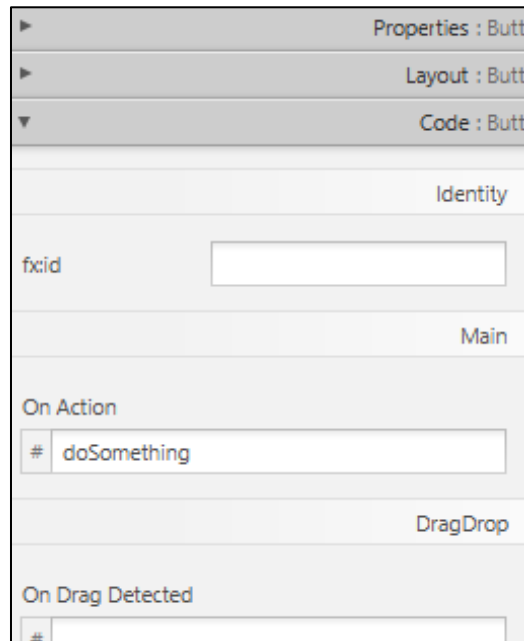 Properties : Butt
Layout : Butt
Code : Butt
Identity
fx:id
Main
On Action
# doSomething
DragDrop
On Drag Detected
#